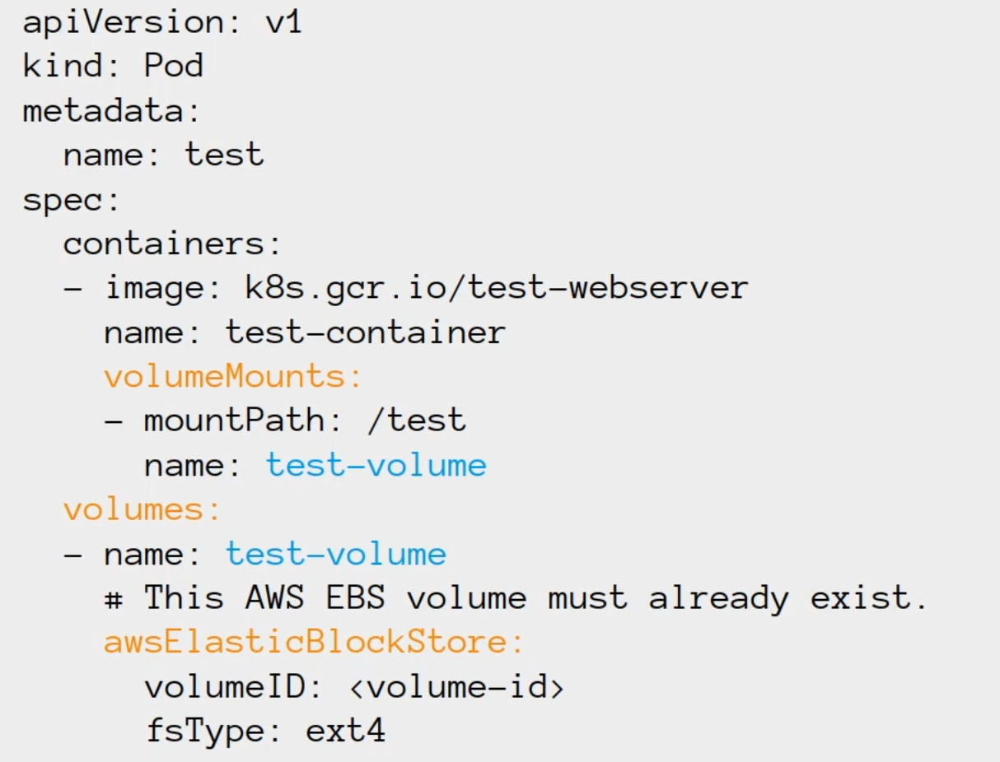 apiVersion: v1
kind: Pod
metadata:
  name: test
spec:
  containers:
  - image: k8s.gcr.io/test-webserver
    name: test-container
    volumeMounts:
    - mountPath: /test
      name: test-volume
  volumes:
  - name: test-volume
    # This AWS EBS volume must already exist.
    awsElasticBlockStore:
      volumeID: <volume-id>
      fsType: ext4